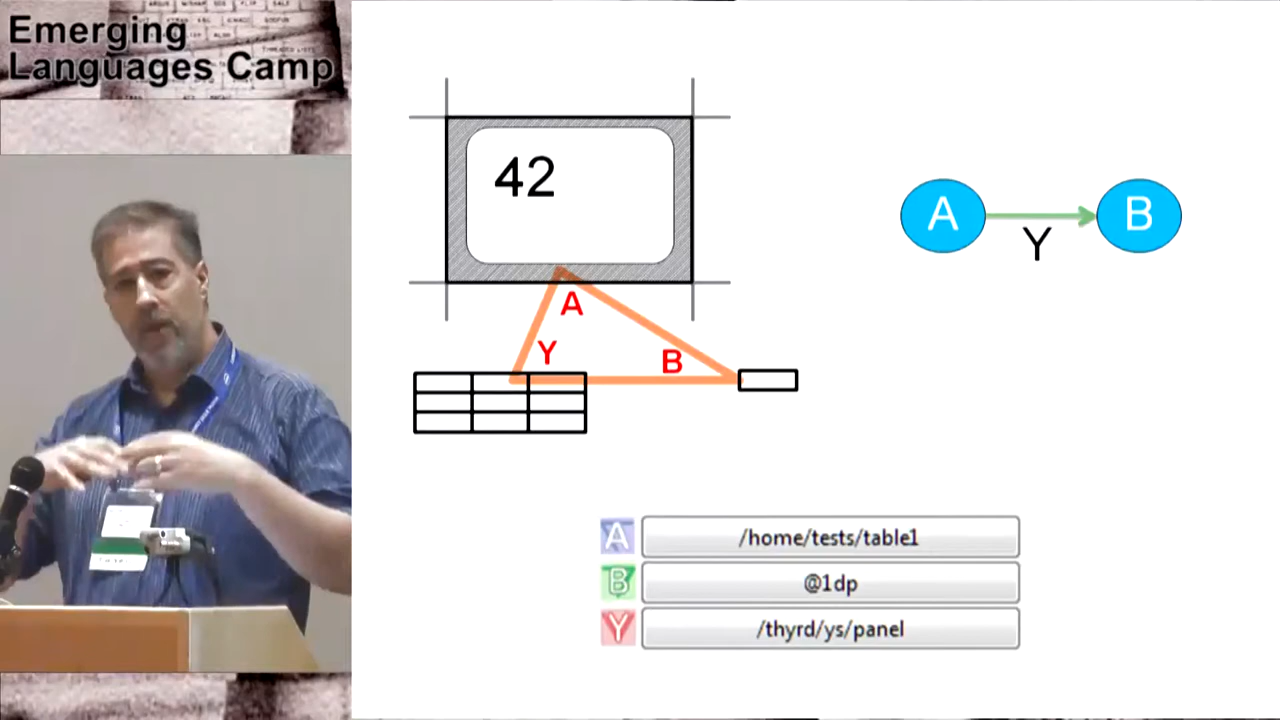 Emerging
Languages Camp
42
A
Y
B
A
B
Y
A
/home/tests/table1
B
@1dp
Y
/thyrd/ys/panel